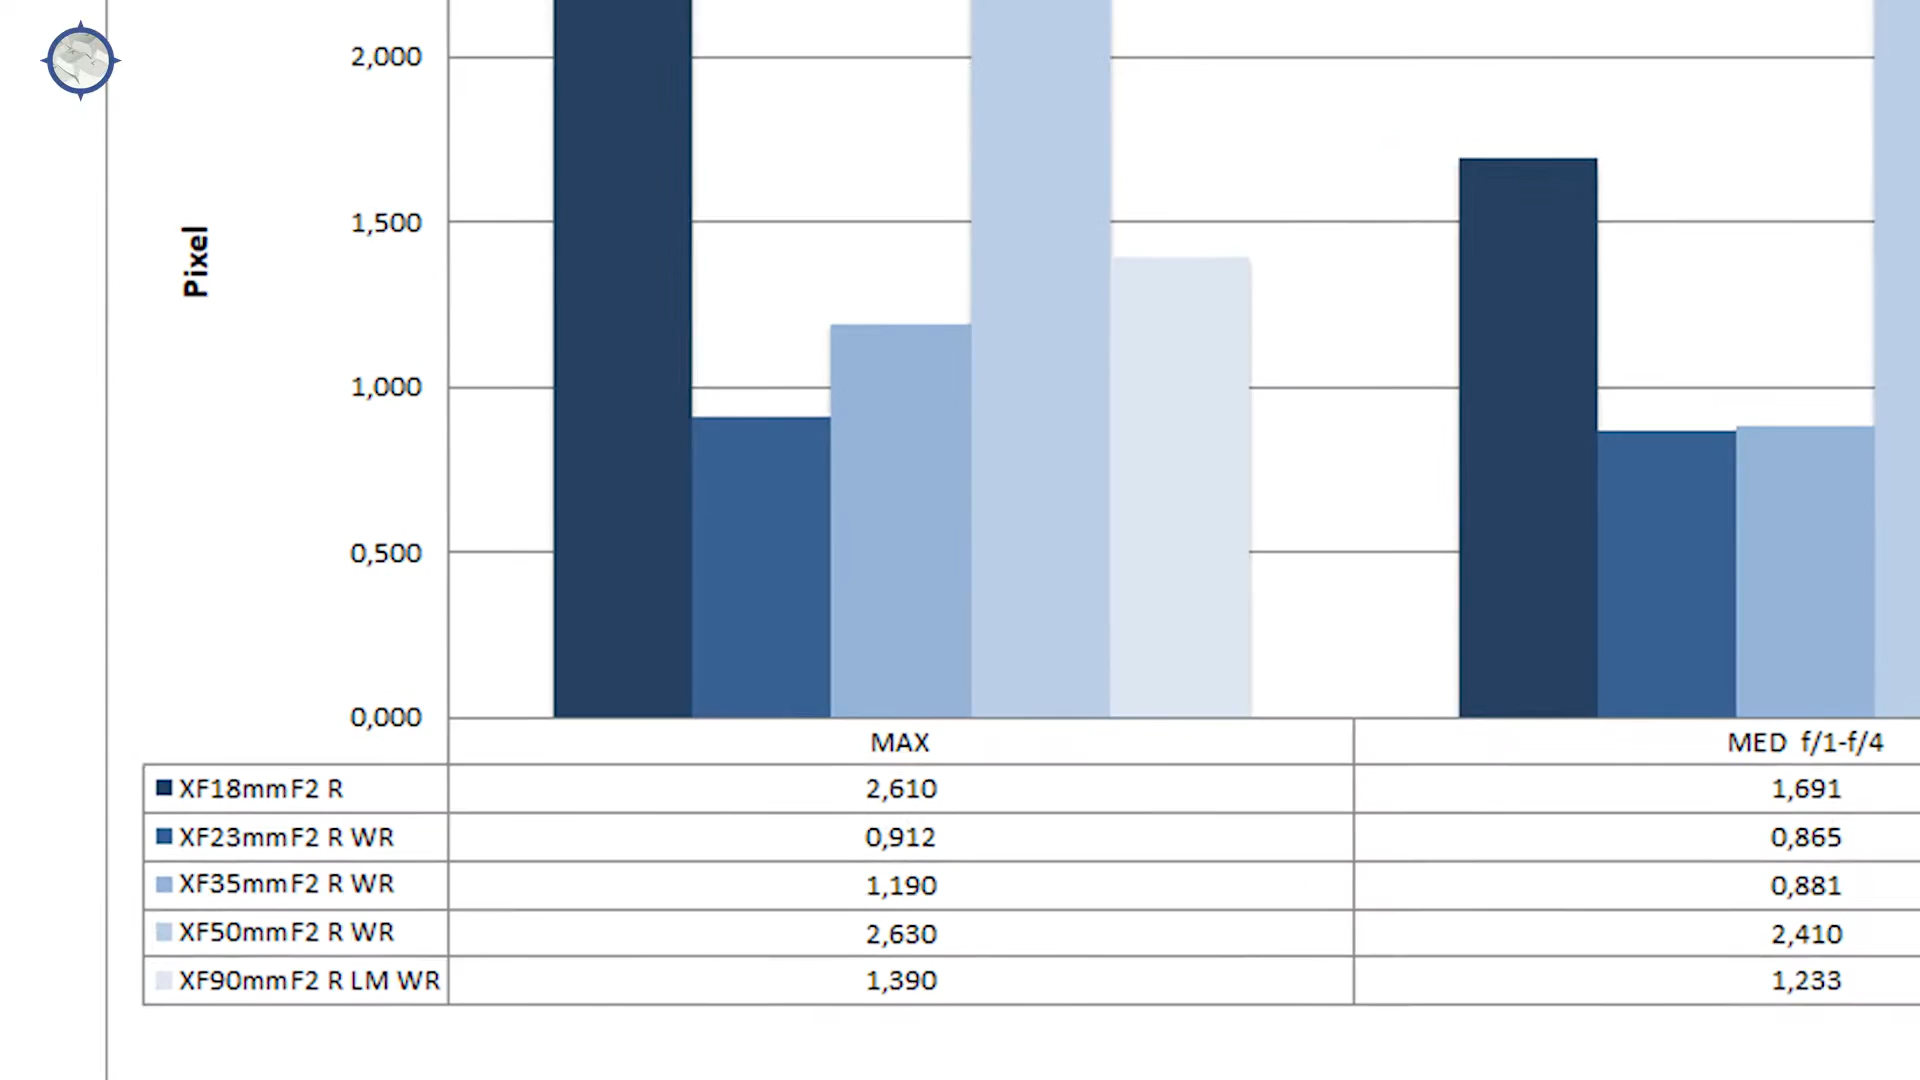 2,000
1,500
Pixel
1,000
0,500
0,000
MAX MED f/1-f/4
XF18mmF2 R 2,610 1,691
XF23mmF2 R WR 0,912 0,865
XF35mmF2 R WR 1,190 0,881
XF50mmF2 R WR 2,630 2,410
XF90mmF2 R LM WR 1,390 1,233